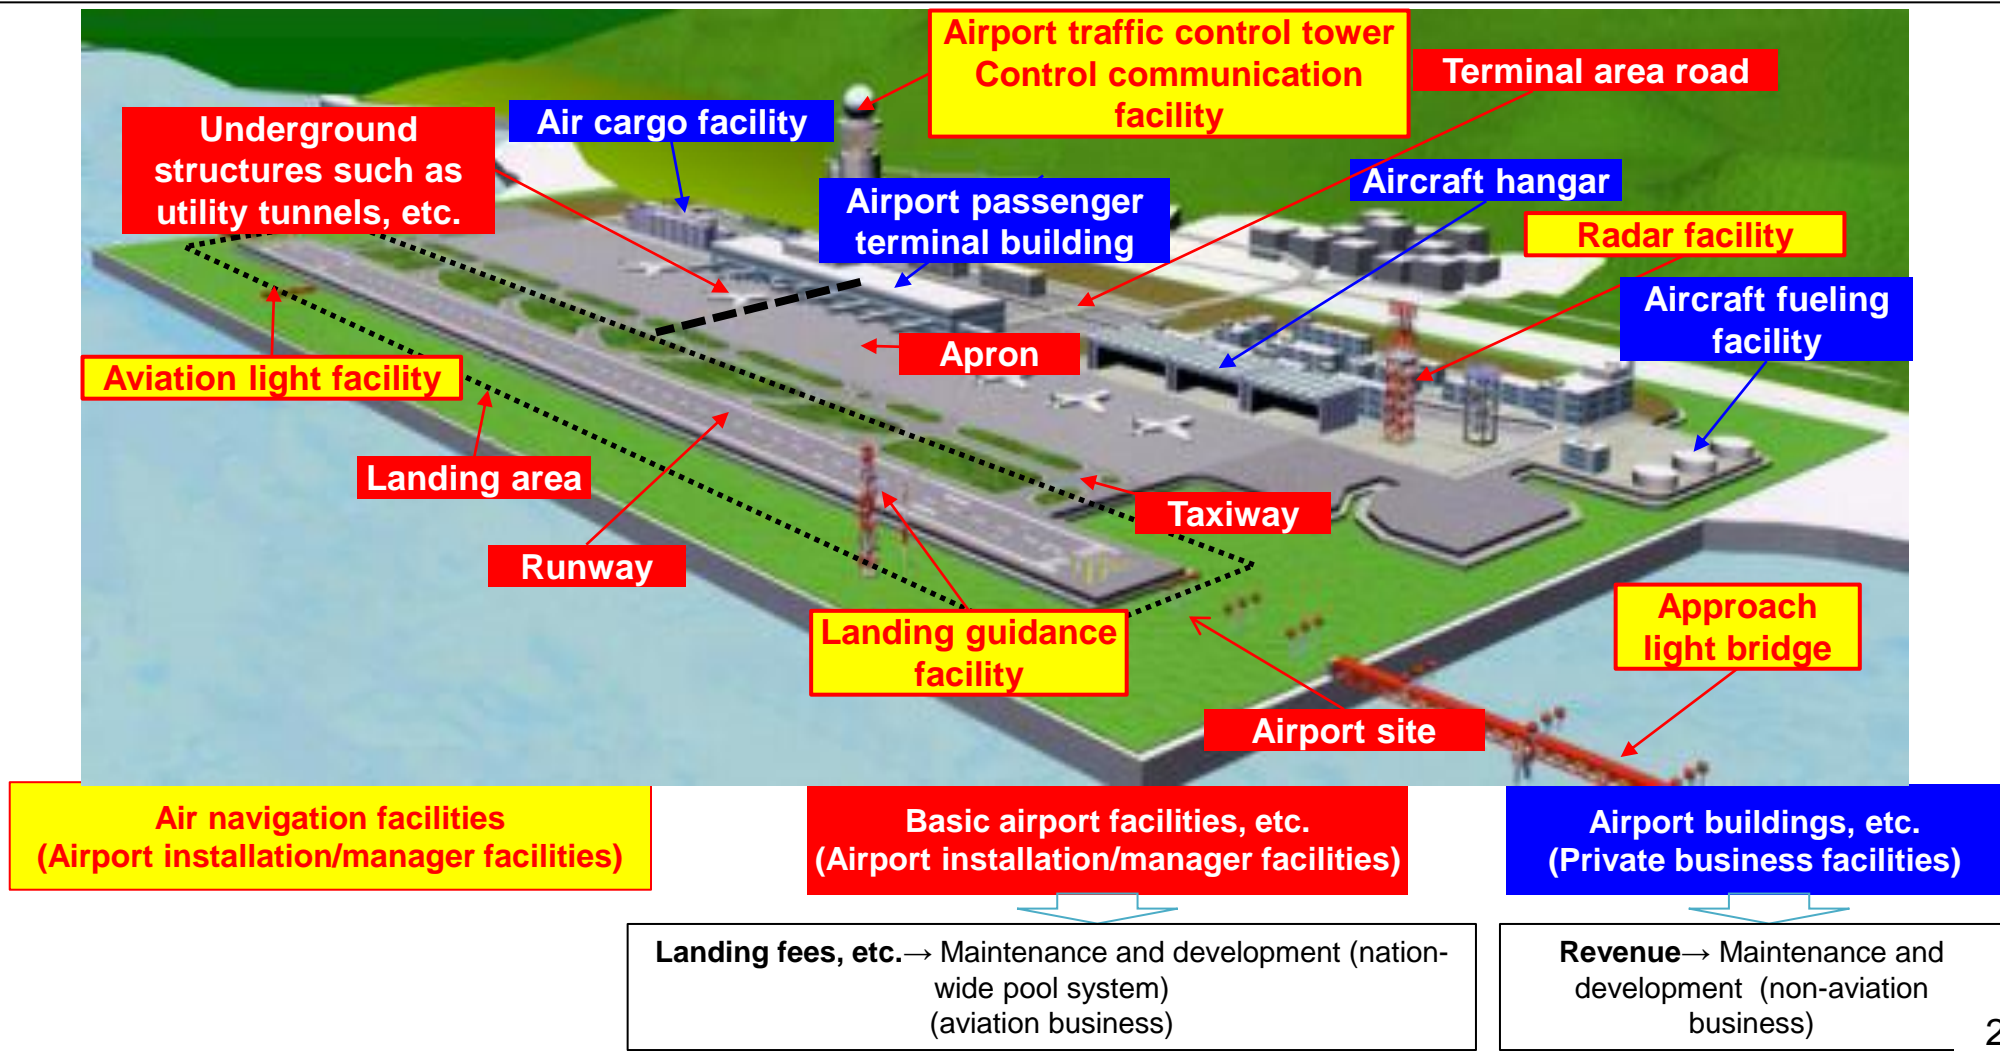 Airport traffic control tower
Control communication
facility
Terminal area road
Underground
structures such as
utility tunnels, etc.
Air cargo facility
Airport passenger
terminal building
Aircraft hangar
Radar facility
Aircraft fueling
facility
Aviation light facility
Apron
Landing area
Taxiway
Runway
Landing guidance
facility
Approach
light bridge
Airport site
Air navigation facilities
(Airport installation/manager facilities)
Basic airport facilities, etc.
(Airport installation/manager facilities)
Airport buildings, etc.
(Private business facilities)
Landing fees, etc.→ Maintenance and development (nation-
wide pool system)
(aviation business)
Revenue→ Maintenance and
development (non-aviation
business)
2